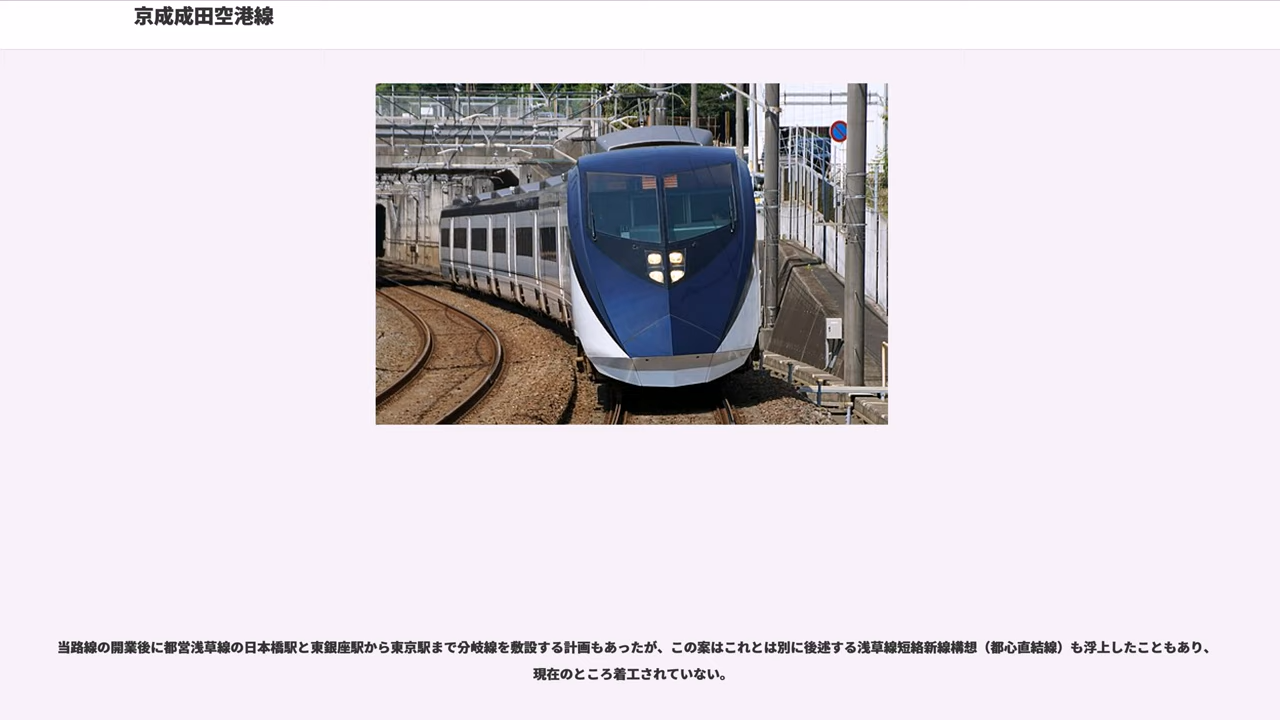 京成成田空港線
当路線の開業後に都営浅草線の日本橋駅と東銀座駅から東京駅まで分岐線を敷設する計画もあったが、この案はこれとは別に後述する浅草線短絡新線構想（都心直結線）も浮上したこともあり、
現在のところ着工されていない。